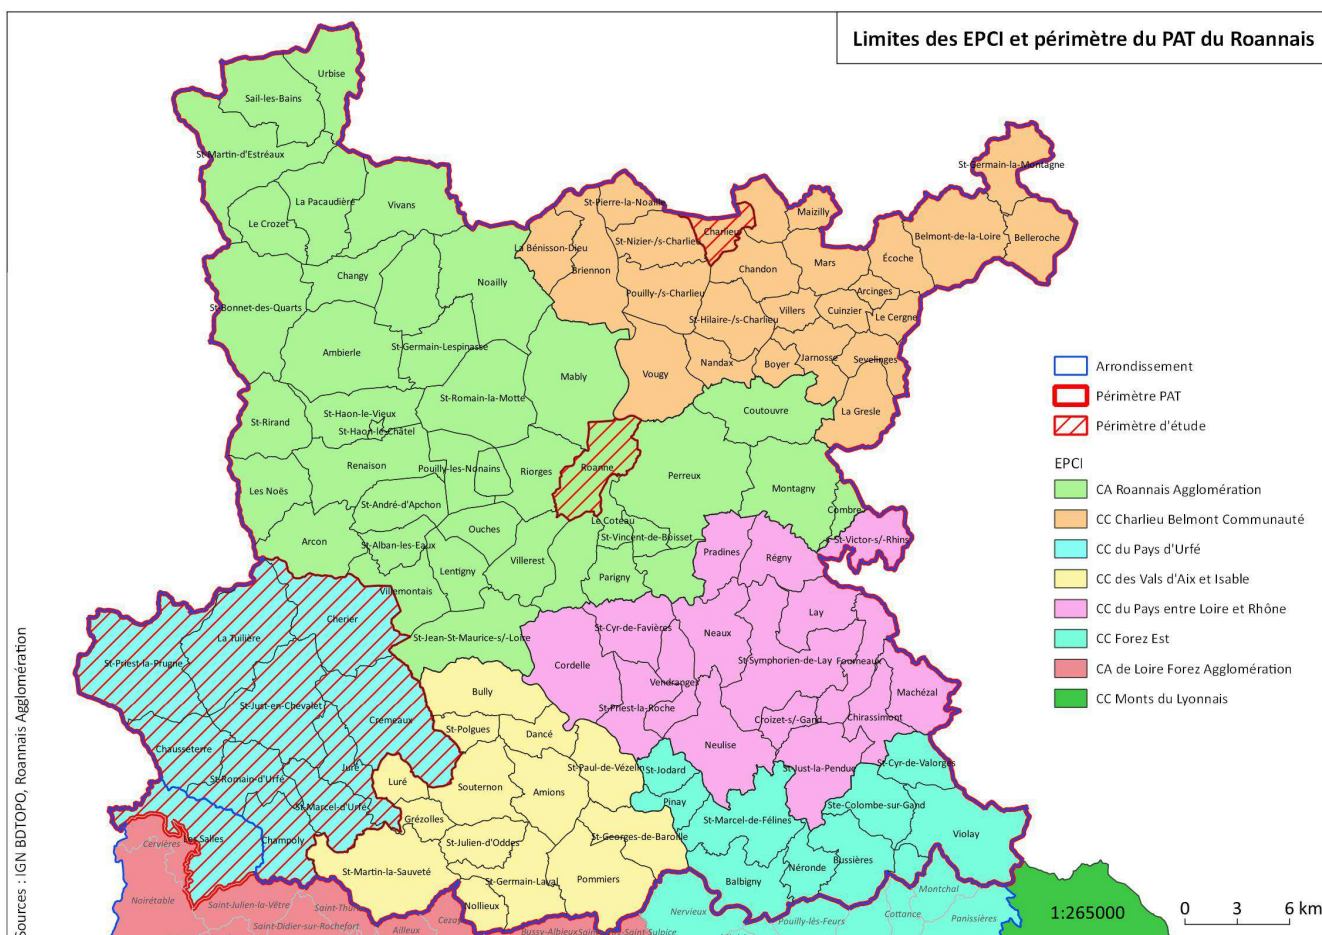 Limites des EPCI et périmètre du PAT du Roannais
Urbise
Sail-les-Bains
St-Martin-d'Estréaux
St-Germain-la-Montagne
La Pacaudière
Vivans
St-Pierre-la-Noaille
Maizilly
Le Crozet
Charlieu
St-Nizier-/s-Charlieu
La Bénisson-Dieu
Belmont-de-la-Loire
Belleroche
Écoche
Mars
Chandon
Briennon
Changy
Noailly
Pouilly-/s-Charlieu
Arcinges
St-Bonnet-des-Quarts
Villers
Cuinzier
Le Cergne
St-Hilaire-/s-Charlieu
Ambierle
St-Germain-Lespinasse
Jarnosse
Sevelinges
Nandax
Boyer
Vougy
Mably
St-Romain-la-Motte
Coutouvre
La Gresle
St-Haon-le-Vieux
St-Rirand
St-Haon-le-Châtel
Renaison
Pouilly-les-Nonains
Riorges
Roanne
Perreux
Montagny
Les Noës
St-André-d'Apchon
Combre
Le Coteau
Ouches
St-Vincent-de-Boisset
Arcon
St-Alban-les-Eaux
St-Victor-s/-Rhins
Pradines
Régny
Villerest
Lentigny
Parigny
Villemontais
Cherier
Lay
La Tuilière
St-Jean-St-Maurice-s/-Loire
St-Cyr-de-Favières
Neaux
St-Priest-la-Prugne
Cordelle
St-Symphorien-de-Lay
Fourneaux
Vendranges
Machézal
Bully
St-Just-en-Chevalet
Crémeaux
St-Priest-la-Roche
Croizet-s/-Gand
Chirassimont
St-Polgues
Dancé
Neulise
Chausseterre
Juré
St-Paul-de-Vézelin
St-Jodard
St-Just-la-Pendue
St-Cyr-de-Valorges
St-Romain-d'Urfé
Luré
Souternon
Amions
Pinay
St-Marcel-d'Urfé
Ste-Colombe-sur-Gand
Grézolles
St-Marcel-de-Félines
Les Salles
Champoly
St-Georges-de-Baroille
Violay
Cervières
St-Julien-d'Oddes
Bussières
Néronde
St-Martin-la-Sauveté
St-Germain-Laval
Pommiers
Balbigny
Montchal
Noirétable
Saint-Julien-la-Vêtre
Nollieux
Nervieux
Cottance
Panissières
Pouilly-lès-Feurs
Saint-Didier-sur-Rochefort
Ailleux
Arrondissement
Périmètre PAT
Périmètre d'étude
EPCI
CA Roannais Agglomération
CC Charlieu Belmont Communauté
CC du Pays d'Urfé
CC des Vals d'Aix et Isable
CC du Pays entre Loire et Rhône
CC Forez Est
CA de Loire Forez Agglomération
CC Monts du Lyonnais
1:265000
0 3 6 km
Sources : IGN BDTOPO, Roannais Agglomération